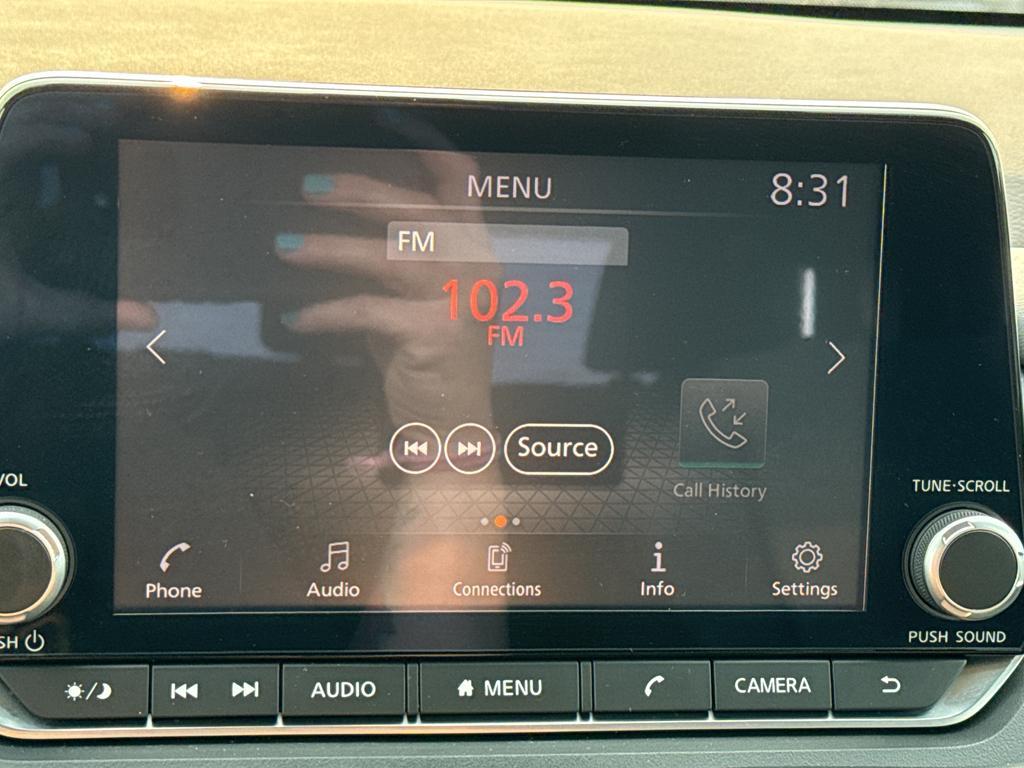 MENU
8:31
FM
102.3
FM
Source
Call History
VOL
TUNE·SCROLL
Phone
Audio
Connections
Info
Settings
PUSH SOUND
AUDIO
MENU
CAMERA